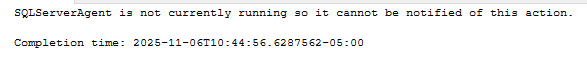 SQLServerAgent is not currently running so it cannot be notified of this action.
Completion time: 2025-11-06T10:44:56.6287562-05:00